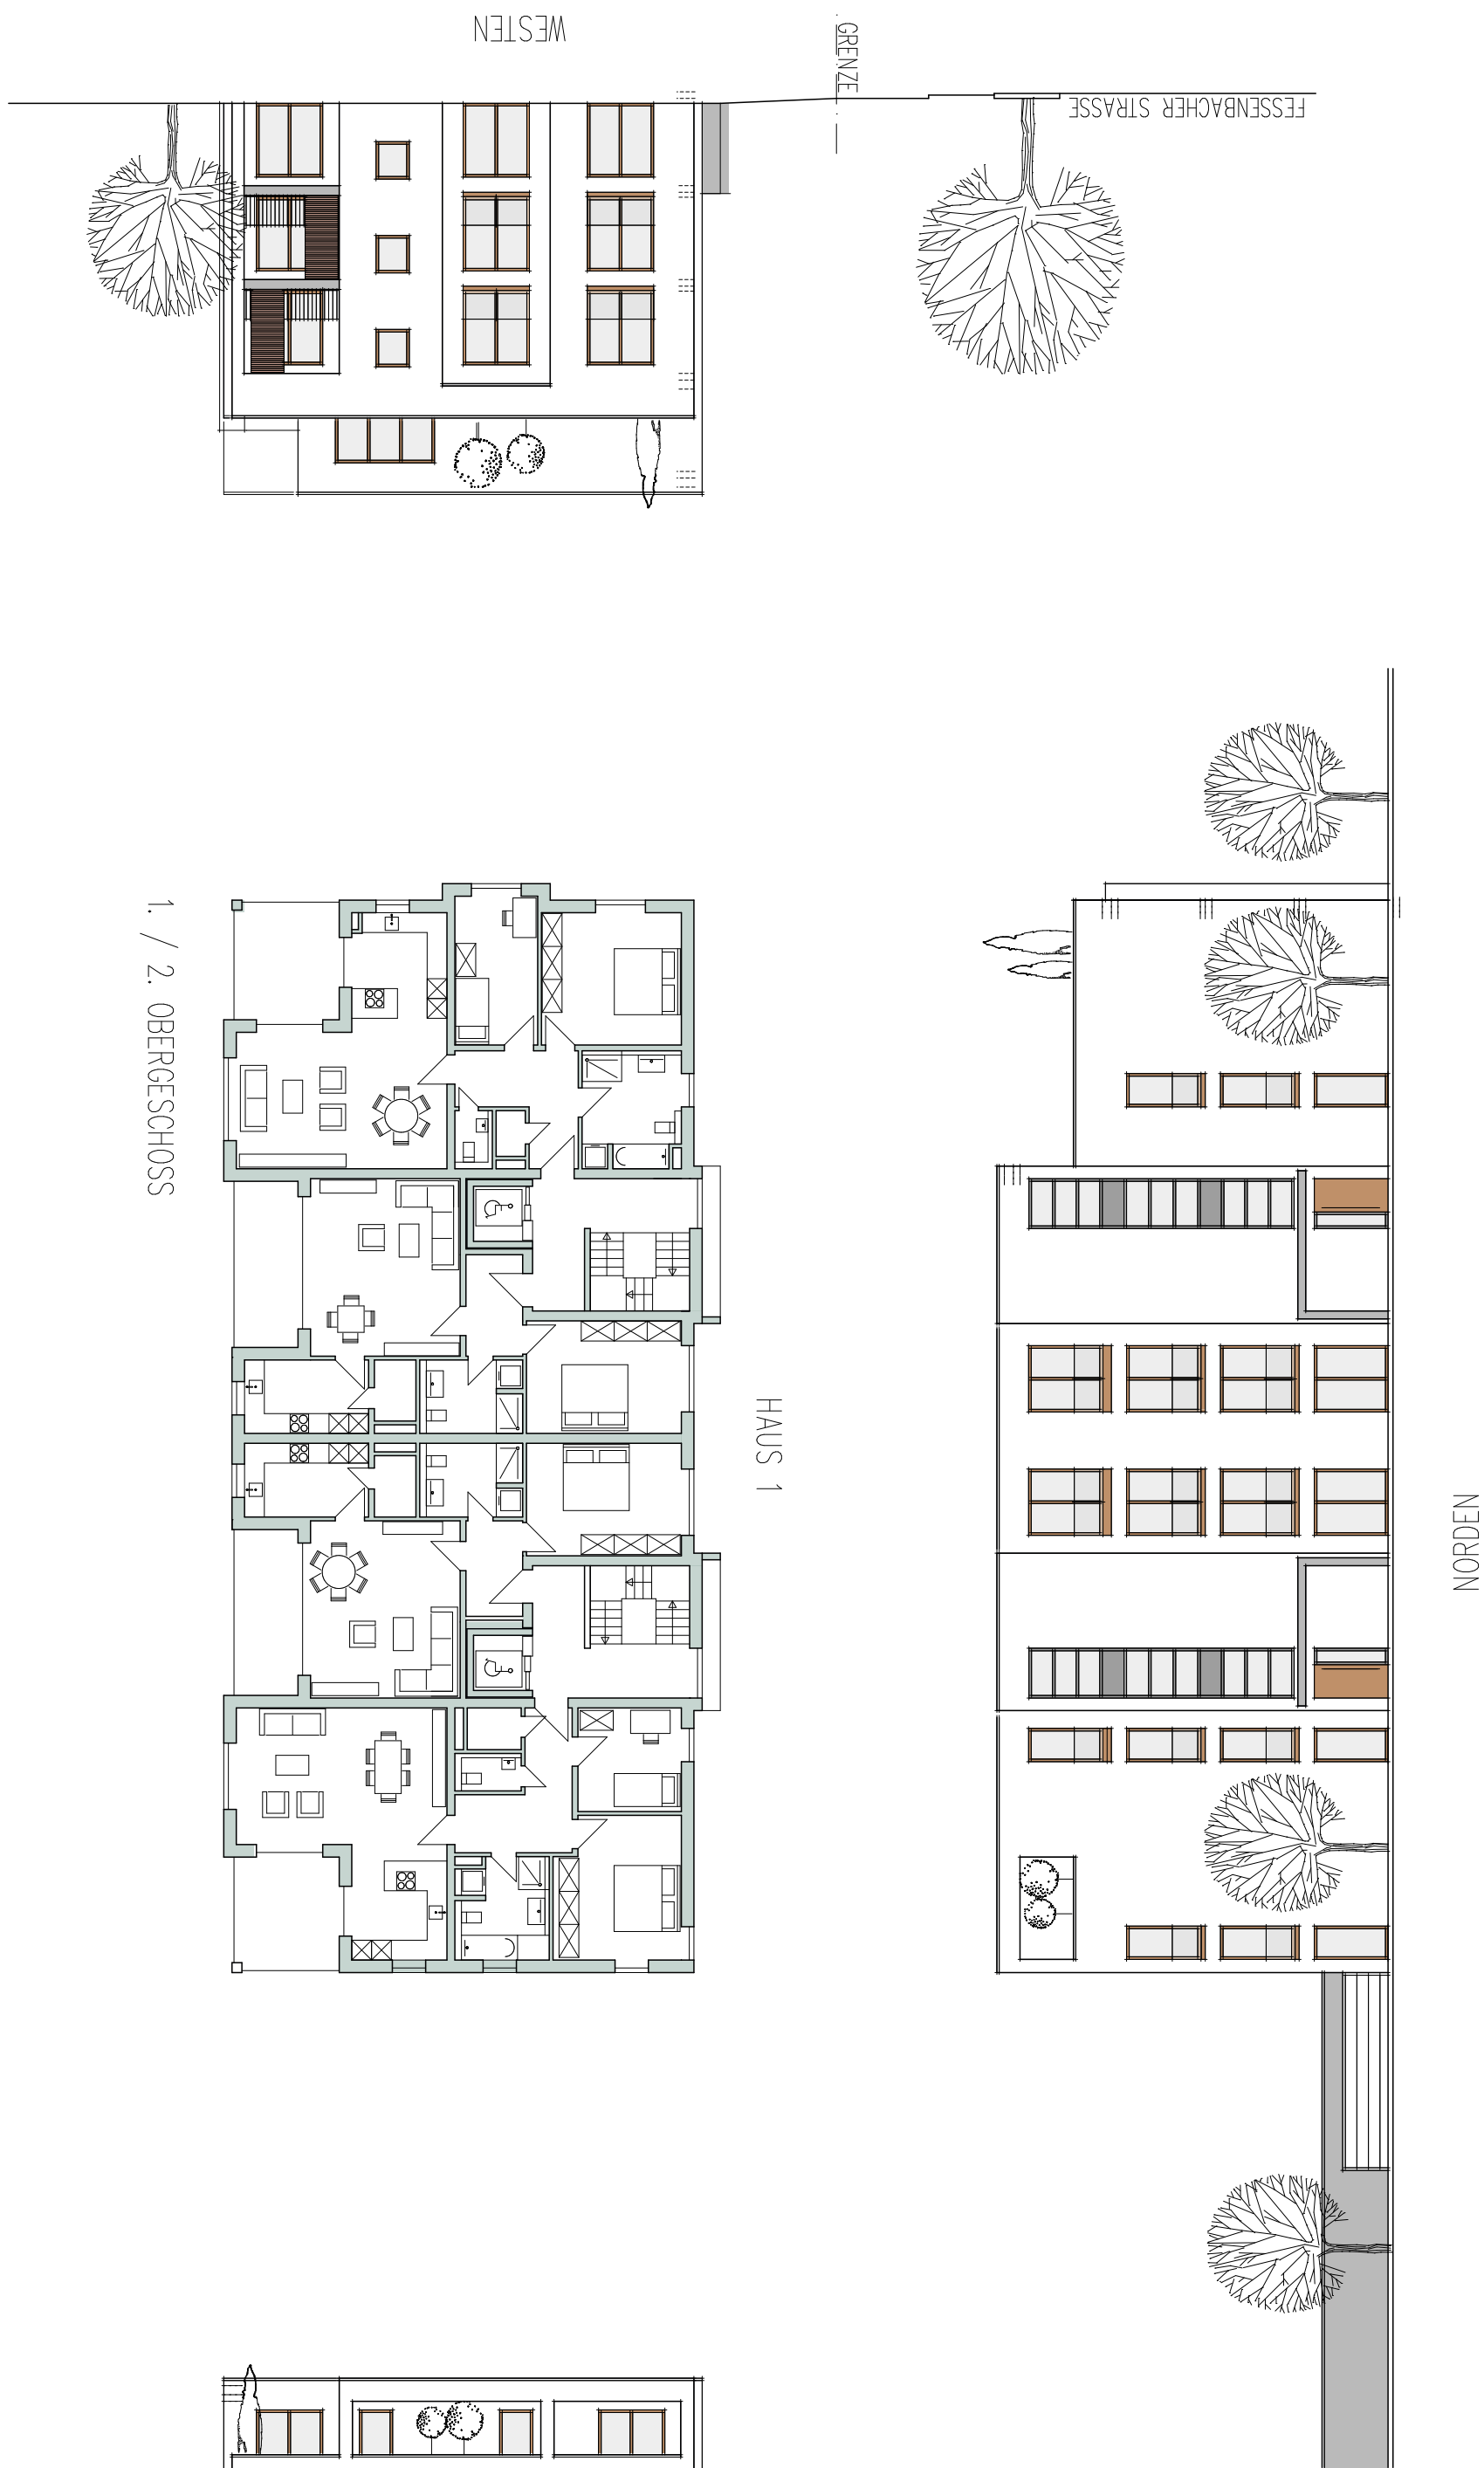 WESTEN
GRENZE
FESSENBACHER STRASSE
1. / 2. OBERGESCHOSS
HAUS 1
NORDEN